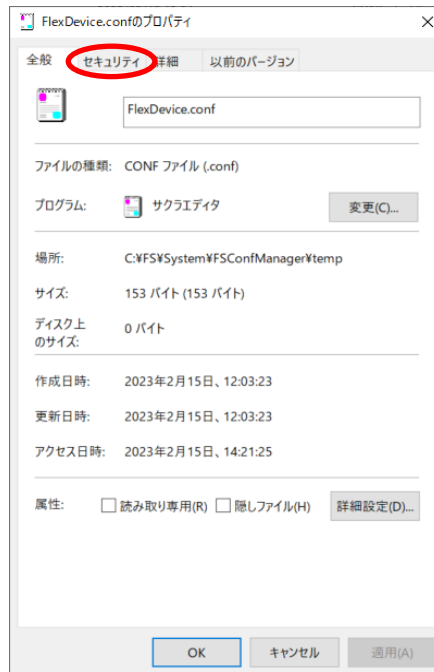 FlexDevice.confのプロパティ
全般 セキュリティ 詳細 以前のバージョン
FlexDevice.conf
ファイルの種類: CONF ファイル (.conf)
プログラム: サクラエディタ 変更(C)...
場所: C:¥FS¥System¥FSConfManager¥temp
サイズ: 153 バイト (153 バイト)
ディスク上
のサイズ: 0 バイト
作成日時: 2023年2月15日、12:03:23
更新日時: 2023年2月15日、12:03:23
アクセス日時: 2023年2月15日、14:21:25
属性: 読み取り専用(R) 隠しファイル(H) 詳細設定(D)...
OK キャンセル 適用(A)